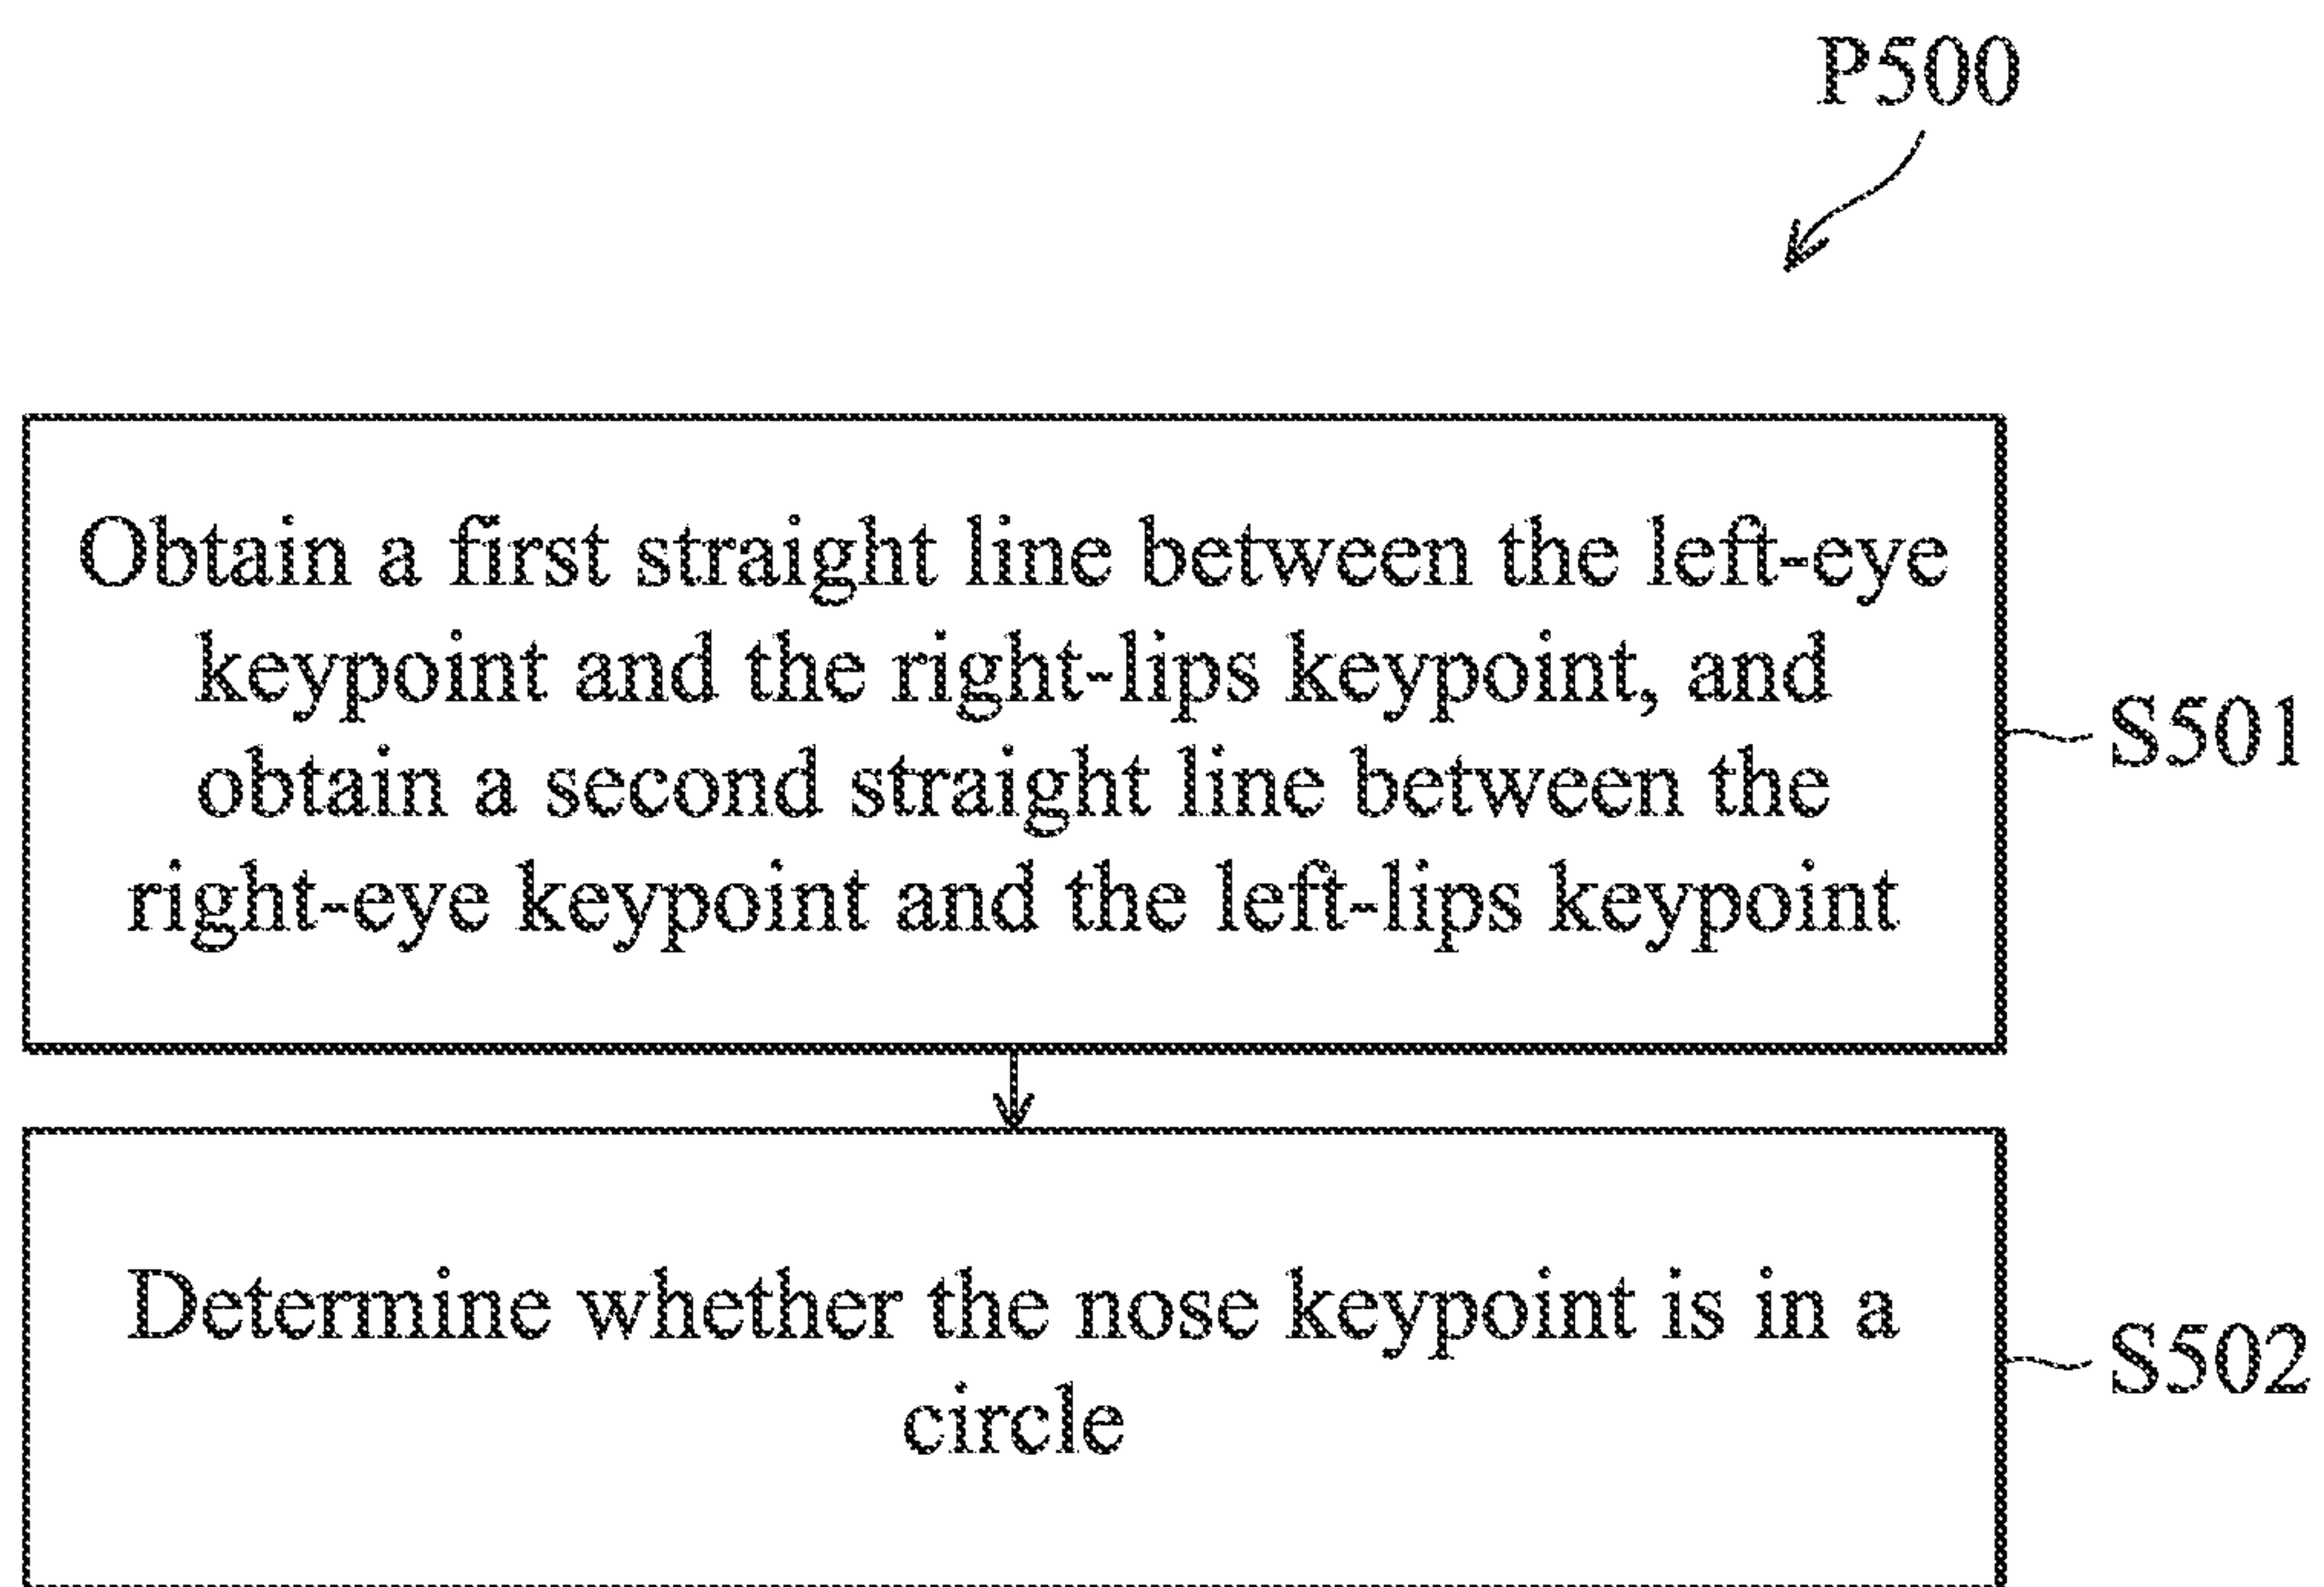 P500
Obtain a first straight line between the left-eye
keypoint and the right-lips keypoint, and
obtain a second straight line between the
right-eye keypoint and the left-lips keypoint
S501
Determine whether the nose keypoint is in a
circle
S502